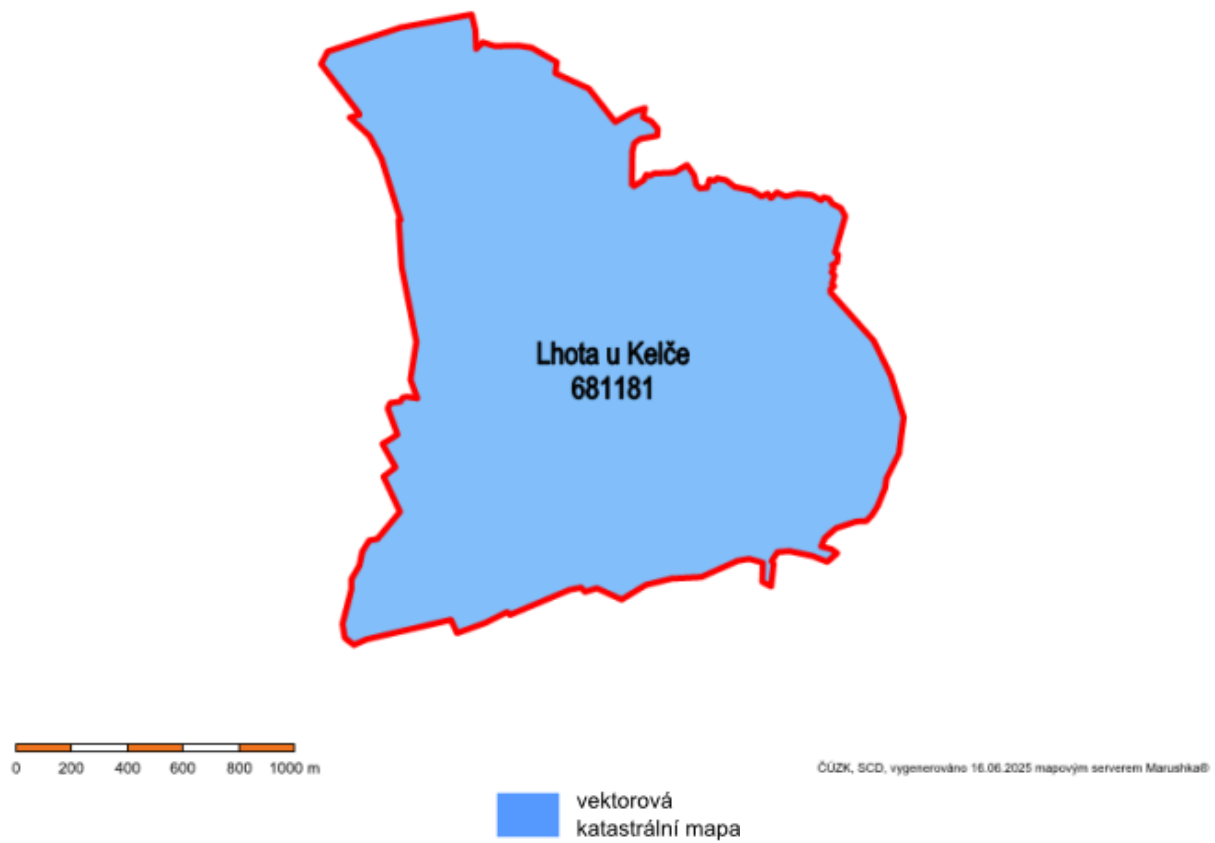 Lhota u Kelče
681181
0 200 400 600 800 1000 m
ČÚZK, SCD, vygenerováno 16.06.2025 mapovým serverem Marushka®
vektorová
katastrální mapa